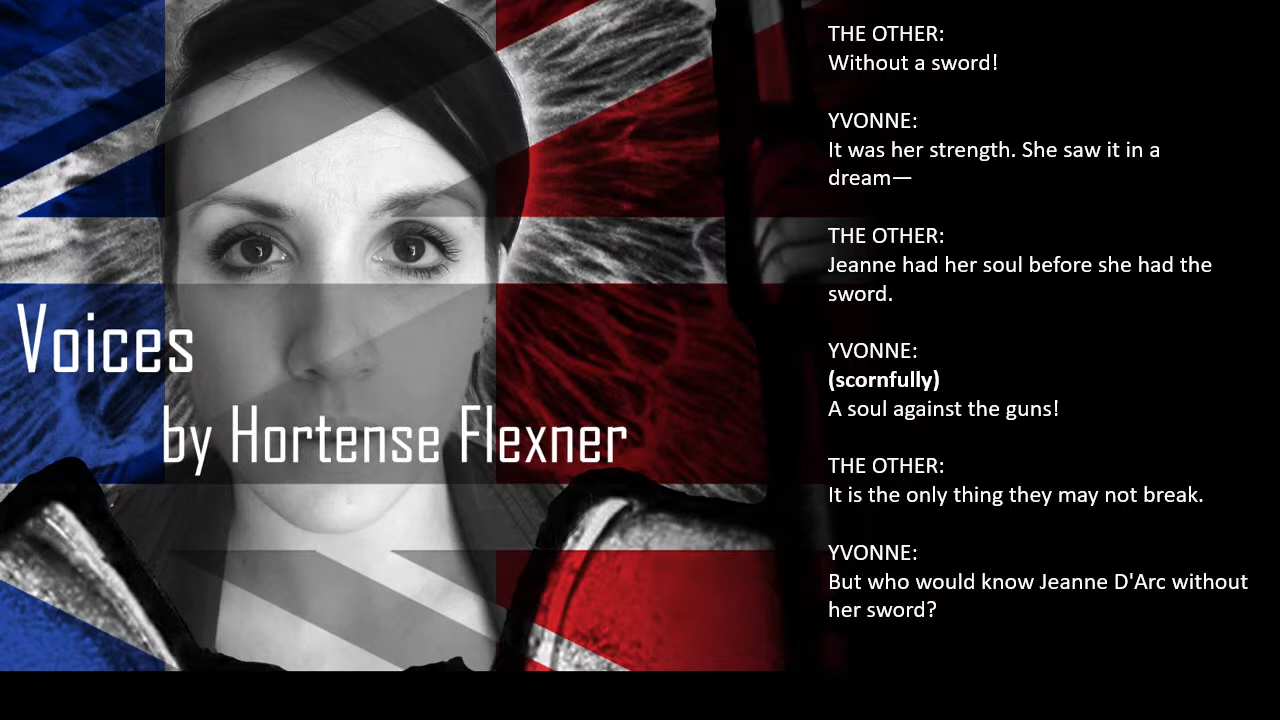 Voices
by Hortense Flexner
THE OTHER:
Without a sword!
YVONNE:
It was her strength. She saw it in a
dream—
THE OTHER:
Jeanne had her soul before she had the
sword.
YVONNE:
(scornfully)
A soul against the guns!
THE OTHER:
It is the only thing they may not break.
YVONNE:
But who would know Jeanne D'Arc without
her sword?